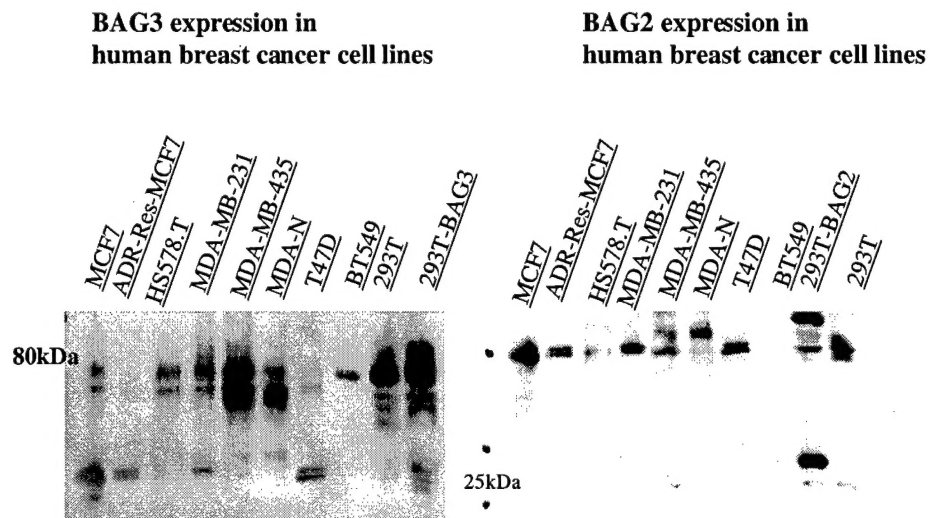 BAG3 expression in
human breast cancer cell lines
MCF7
ADR-Res-MCF7
HS578.T
MDA-MB-231
MDA-MB-435
MDA-N
T47D
BT549
293T
293T-BAG3
80kDa
BAG2 expression in
human breast cancer cell lines
MCF7
ADR-Res-MCF7
HS578.T
MDA-MB-231
MDA-MB-435
MDA-N
T47D
BT549
293T-BAG2
293T
25kDa